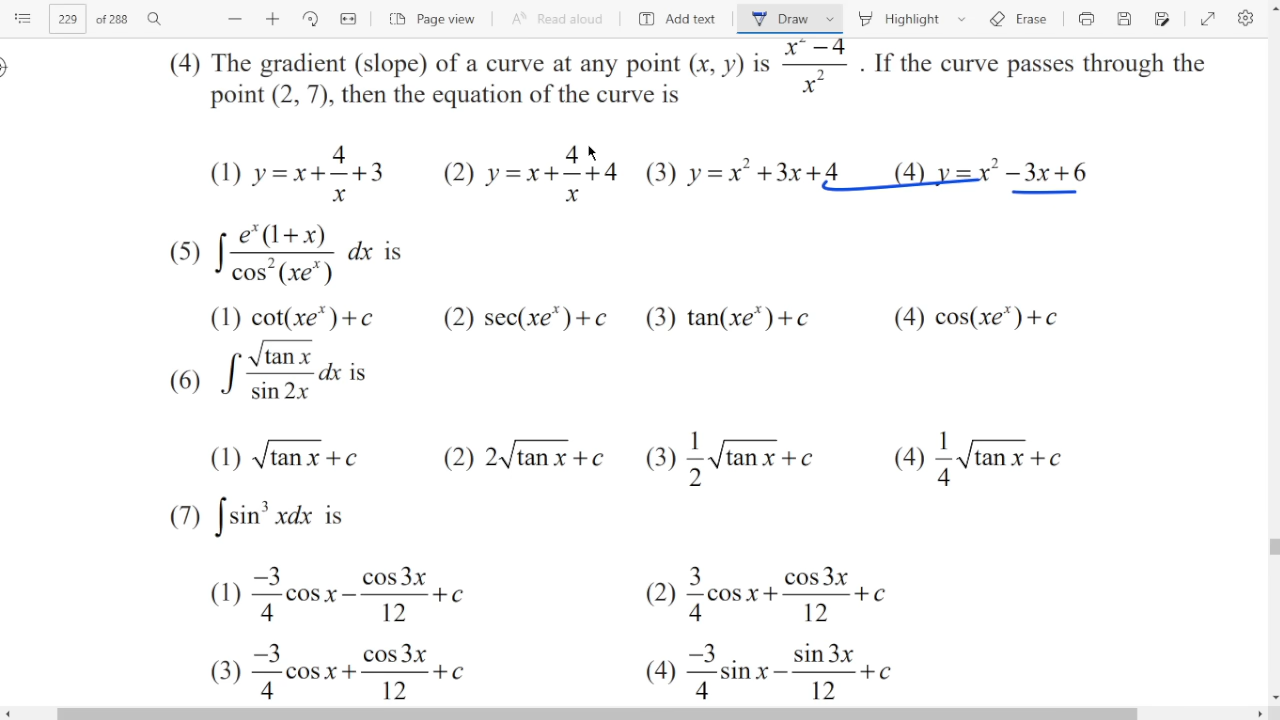 229 of 288 Page view Read aloud Add text Draw Highlight Erase
(4) The gradient (slope) of a curve at any point (x, y) is (x² − 4)/x² . If the curve passes through the
point (2, 7), then the equation of the curve is
(1) y = x + 4/x + 3 (2) y = x + 4/x + 4 (3) y = x² + 3x + 4 (4) y = x² − 3x + 6
(5) ∫ eˣ(1 + x)/cos²(xeˣ) dx is
(1) cot(xeˣ) + c (2) sec(xeˣ) + c (3) tan(xeˣ) + c (4) cos(xeˣ) + c
(6) ∫ √(tan x)/sin 2x dx is
(1) √(tan x) + c (2) 2√(tan x) + c (3) 1/2 √(tan x) + c (4) 1/4 √(tan x) + c
(7) ∫ sin³ xdx is
(1) −3/4 cos x − cos 3x/12 + c (2) 3/4 cos x + cos 3x/12 + c
(3) −3/4 cos x + cos 3x/12 + c (4) −3/4 sin x − sin 3x/12 + c